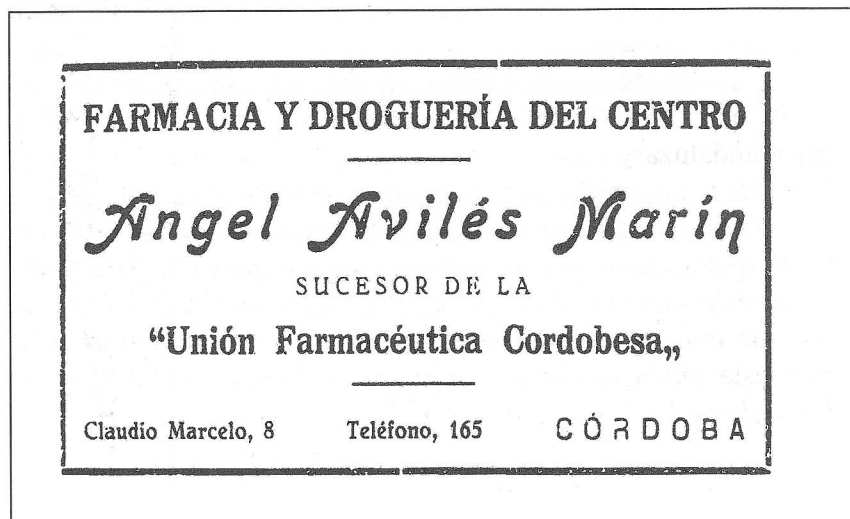 FARMACIA Y DROGUERÍA DEL CENTRO
Angel Avilés Marín
SUCESOR DE LA
“Unión Farmacéutica Cordobesa„
Claudio Marcelo, 8 Teléfono, 165 CÓRDOBA